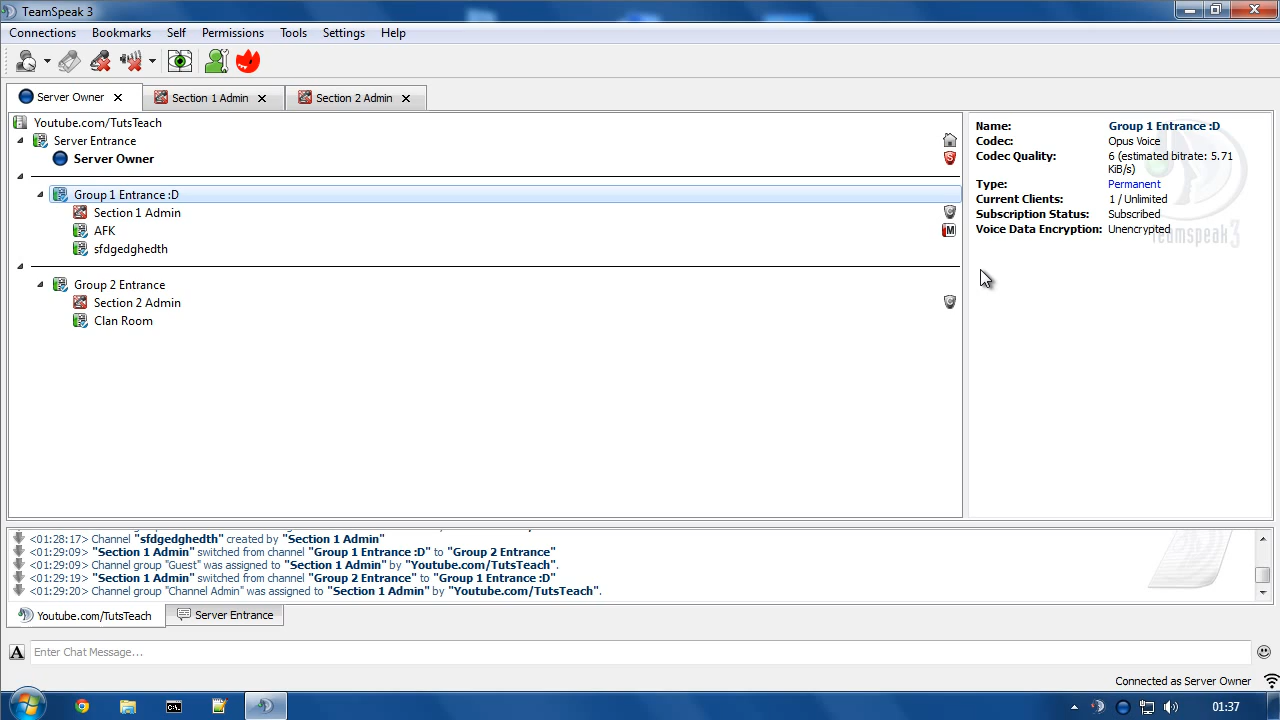 TeamSpeak 3
Connections Bookmarks Self Permissions Tools Settings Help
Server Owner Section 1 Admin Section 2 Admin
Youtube.com/TutsTeach
Server Entrance
Server Owner
Group 1 Entrance :D
Section 1 Admin
AFK
M
sfdgedghedth
Group 2 Entrance
Section 2 Admin
Clan Room
Name: Group 1 Entrance :D
Codec: Opus Voice
Codec Quality: 6 (estimated bitrate: 5.71
KiB/s)
Type: Permanent
Current Clients: 1 / Unlimited
Subscription Status: Subscribed
Voice Data Encryption: Unencrypted
Teamspeak3
<01:28:17> Channel "sfdgedghedth" created by "Section 1 Admin"
<01:29:09> "Section 1 Admin" switched from channel "Group 1 Entrance :D" to "Group 2 Entrance"
<01:29:09> Channel group "Guest" was assigned to "Section 1 Admin" by "Youtube.com/TutsTeach".
<01:29:19> "Section 1 Admin" switched from channel "Group 2 Entrance" to "Group 1 Entrance :D"
<01:29:20> Channel group "Channel Admin" was assigned to "Section 1 Admin" by "Youtube.com/TutsTeach".
Youtube.com/TutsTeach Server Entrance
A Enter Chat Message...
Connected as Server Owner
01:37